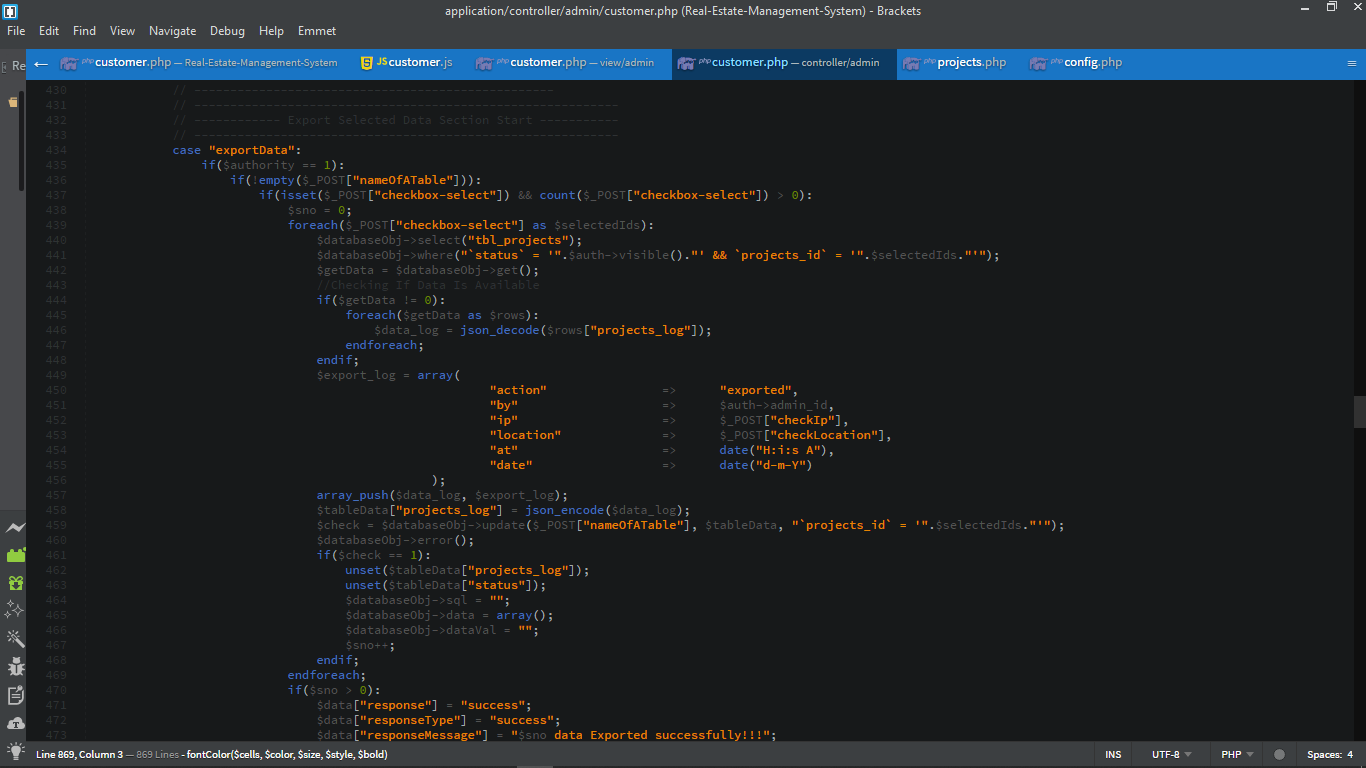 application/controller/admin/customer.php (Real-Estate-Management-System) - Brackets
File Edit Find View Navigate Debug Help Emmet
Re
php customer.php — Real-Estate-Management-System
JS customer.js
php customer.php — view/admin
php customer.php — controller/admin
php projects.php
php config.php
430 // --------------------------------------------------
431 // -----------------------------------------------------------
432 // ------------ Export Selected Data Section Start -----------
433 // -----------------------------------------------------------
434 case "exportData":
435 if($authority == 1):
436 if(!empty($_POST["nameOfATable"])):
437 if(isset($_POST["checkbox-select"]) && count($_POST["checkbox-select"]) > 0):
438 $sno = 0;
439 foreach($_POST["checkbox-select"] as $selectedIds):
440 $databaseObj->select("tbl_projects");
441 $databaseObj->where("`status` = '".$auth->visible()."' && `projects_id` = '".$selectedIds."'");
442 $getData = $databaseObj->get();
443 //Checking If Data Is Available
444 if($getData != 0):
445 foreach($getData as $rows):
446 $data_log = json_decode($rows["projects_log"]);
447 endforeach;
448 endif;
449 $export_log = array(
450 "action" => "exported",
451 "by" => $auth->admin_id,
452 "ip" => $_POST["checkIp"],
453 "location" => $_POST["checkLocation"],
454 "at" => date("H:i:s A"),
455 "date" => date("d-m-Y")
456 );
457 array_push($data_log, $export_log);
458 $tableData["projects_log"] = json_encode($data_log);
459 $check = $databaseObj->update($_POST["nameOfATable"], $tableData, "`projects_id` = '".$selectedIds."'");
460 $databaseObj->error();
461 if($check == 1):
462 unset($tableData["projects_log"]);
463 unset($tableData["status"]);
464 $databaseObj->sql = "";
465 $databaseObj->data = array();
466 $databaseObj->dataVal = "";
467 $sno++;
468 endif;
469 endforeach;
470 if($sno > 0):
471 $data["response"] = "success";
472 $data["responseType"] = "success";
473 $data["responseMessage"] = "$sno data Exported successfully!!!";
Line 869, Column 3 — 869 Lines - fontColor($cells, $color, $size, $style, $bold)
INS UTF-8 PHP Spaces: 4